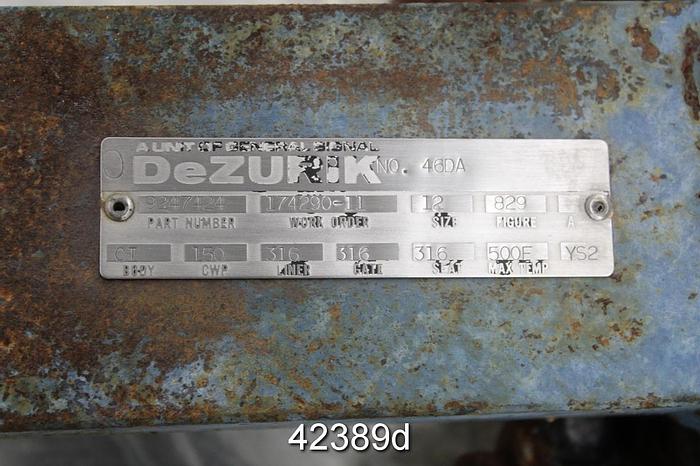 A UNIT OF GENERAL SIGNAL
DeZURiK NO. 46DA
9247424 174290-11 12 829
PART NUMBER WORK ORDER SIZE FIGURE A
CI 150 316 316 316 500F YS2
BODY CWP LINER GATE SEAT MAX TEMP
42389d